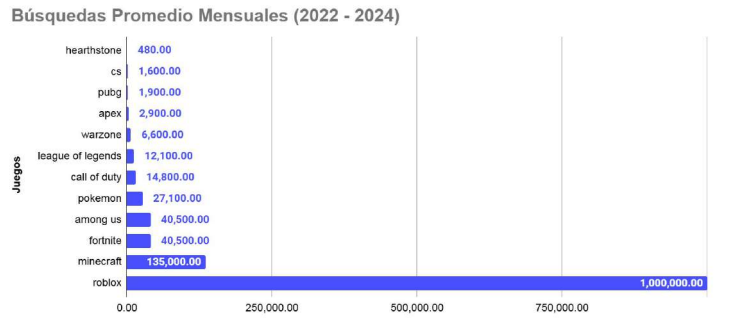 Búsquedas Promedio Mensuales (2022 - 2024)
Juegos
hearthstone 480.00
cs 1,600.00
pubg 1,900.00
apex 2,900.00
warzone 6,600.00
league of legends 12,100.00
call of duty 14,800.00
pokemon 27,100.00
among us 40,500.00
fortnite 40,500.00
minecraft 135,000.00
roblox 1,000,000.00
0.00 250,000.00 500,000.00 750,000.00